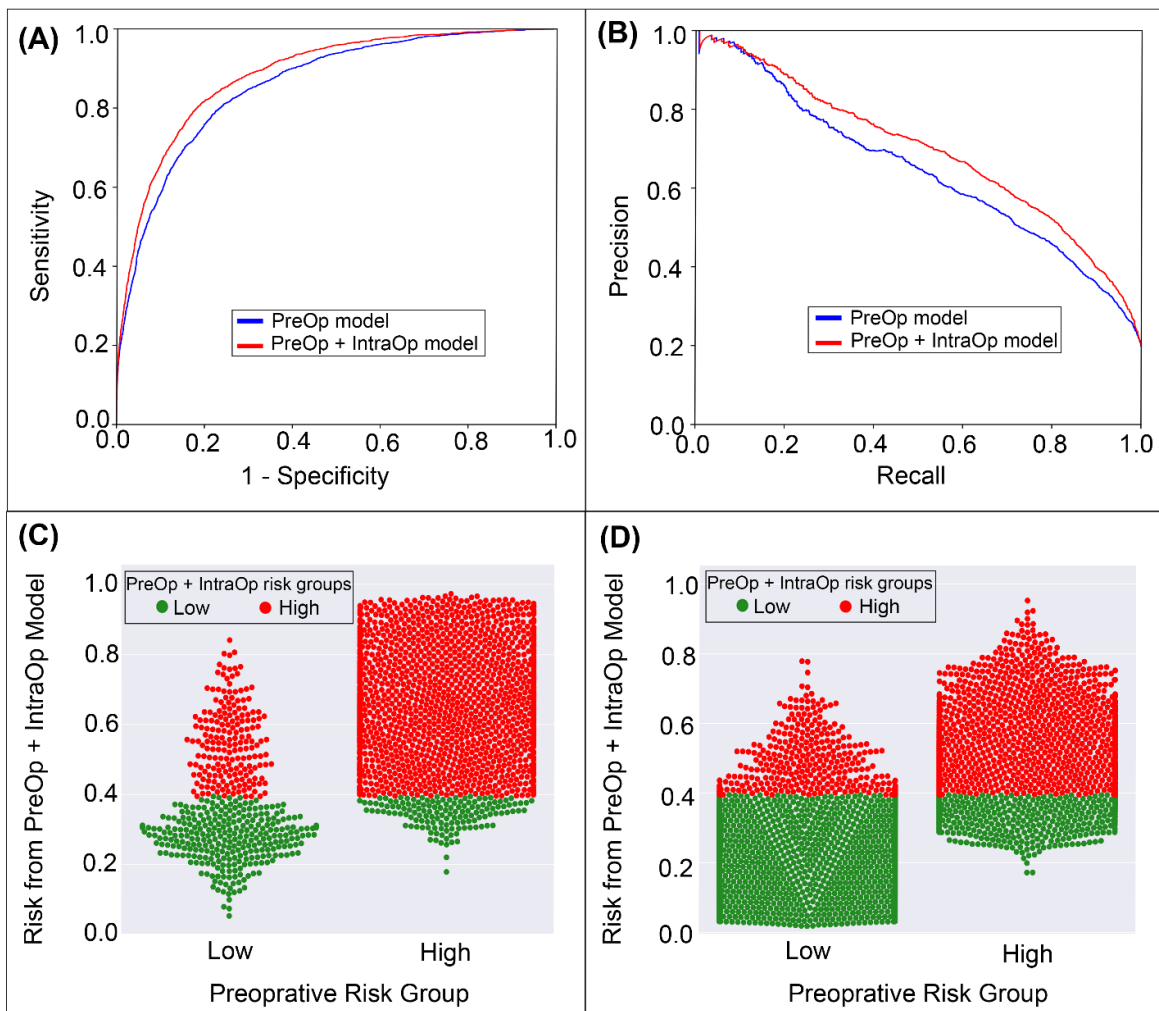 (A)
1.0
0.8
0.6
0.4
0.2
0.0
Sensitivity
PreOp model
PreOp + IntraOp model
0.0 0.2 0.4 0.6 0.8 1.0
1 - Specificity
(B)
1.0
0.8
0.6
0.4
0.2
0.0
Precision
PreOp model
PreOp + IntraOp model
0.0 0.2 0.4 0.6 0.8 1.0
Recall
(C)
1.0
0.8
0.6
0.4
0.2
0.0
Risk from PreOp + IntraOp Model
PreOp + IntraOp risk groups
Low High
Low High
Preoprative Risk Group
(D)
1.0
0.8
0.6
0.4
0.2
0.0
Risk from PreOp + IntraOp Model
PreOp + IntraOp risk groups
Low High
Low High
Preoprative Risk Group